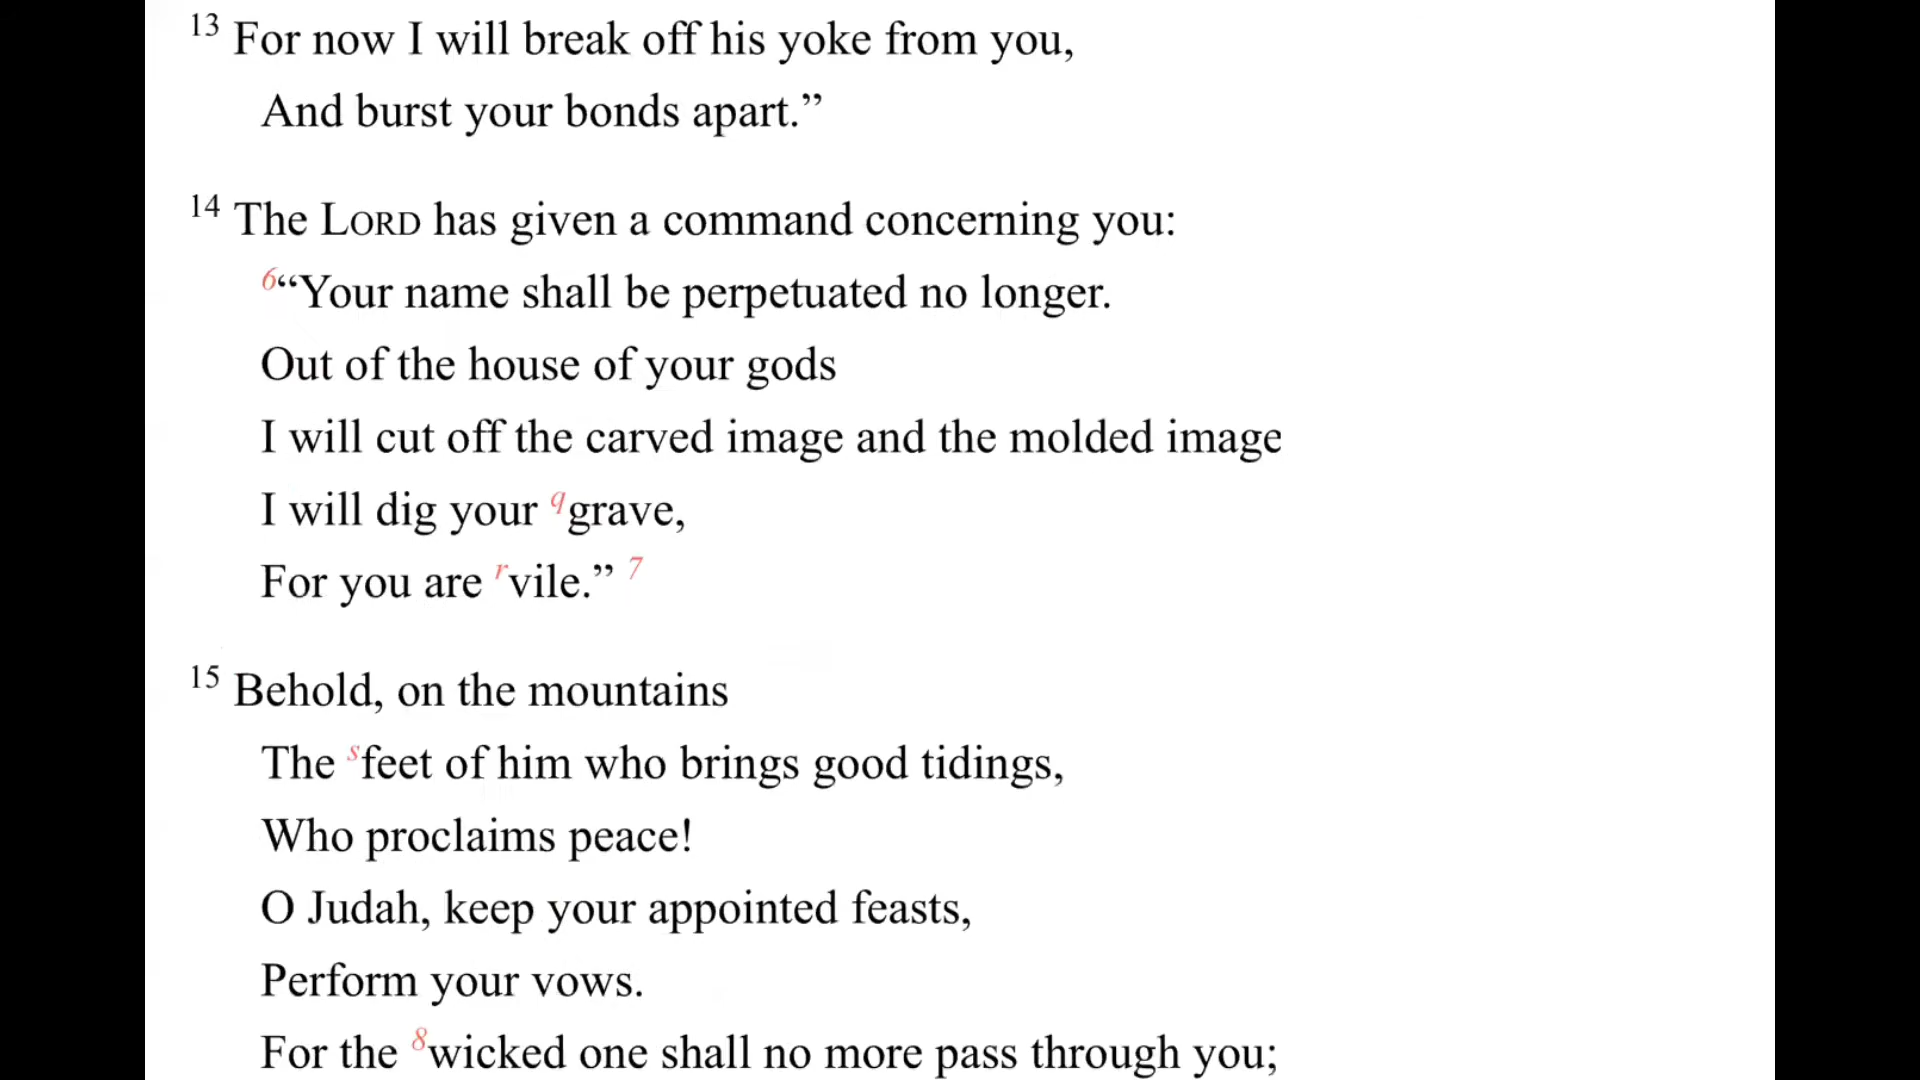 13 For now I will break off his yoke from you,
And burst your bonds apart.”
14 The LORD has given a command concerning you:
6“Your name shall be perpetuated no longer.
Out of the house of your gods
I will cut off the carved image and the molded image
I will dig your qgrave,
For you are rvile.” 7
15 Behold, on the mountains
The sfeet of him who brings good tidings,
Who proclaims peace!
O Judah, keep your appointed feasts,
Perform your vows.
For the 8wicked one shall no more pass through you;